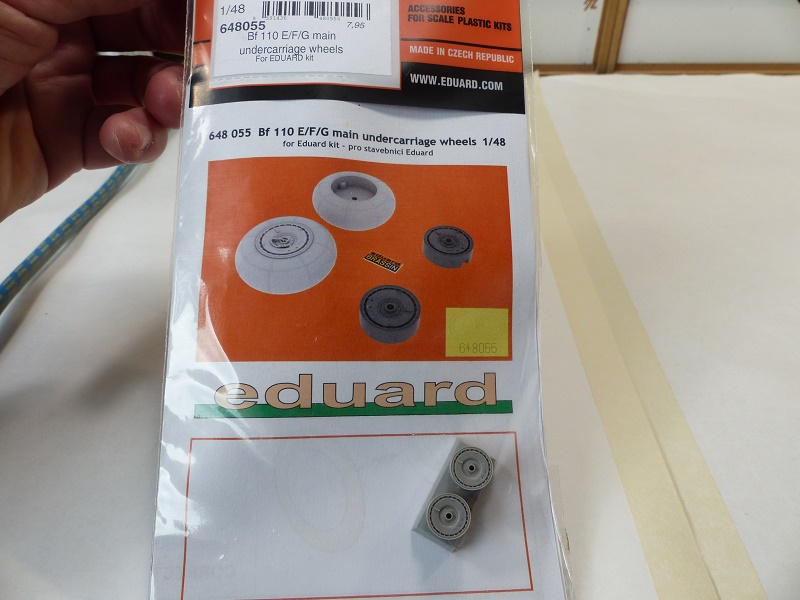 1/48
648055
7,95
Bf 110 E/F/G main
undercarriage wheels
For EDUARD kit
ACCESSORIES
FOR SCALE PLASTIC KITS
MADE IN CZECH REPUBLIC
WWW.EDUARD.COM
648 055 Bf 110 E/F/G main undercarriage wheels 1/48
for Eduard kit - pro stavebnici Eduard
BRASSIN
648055
eduard